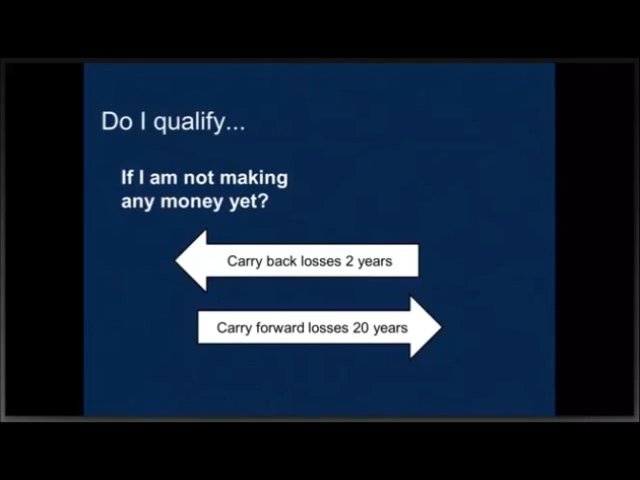 Do I qualify...
If I am not making
any money yet?
Carry back losses 2 years
Carry forward losses 20 years